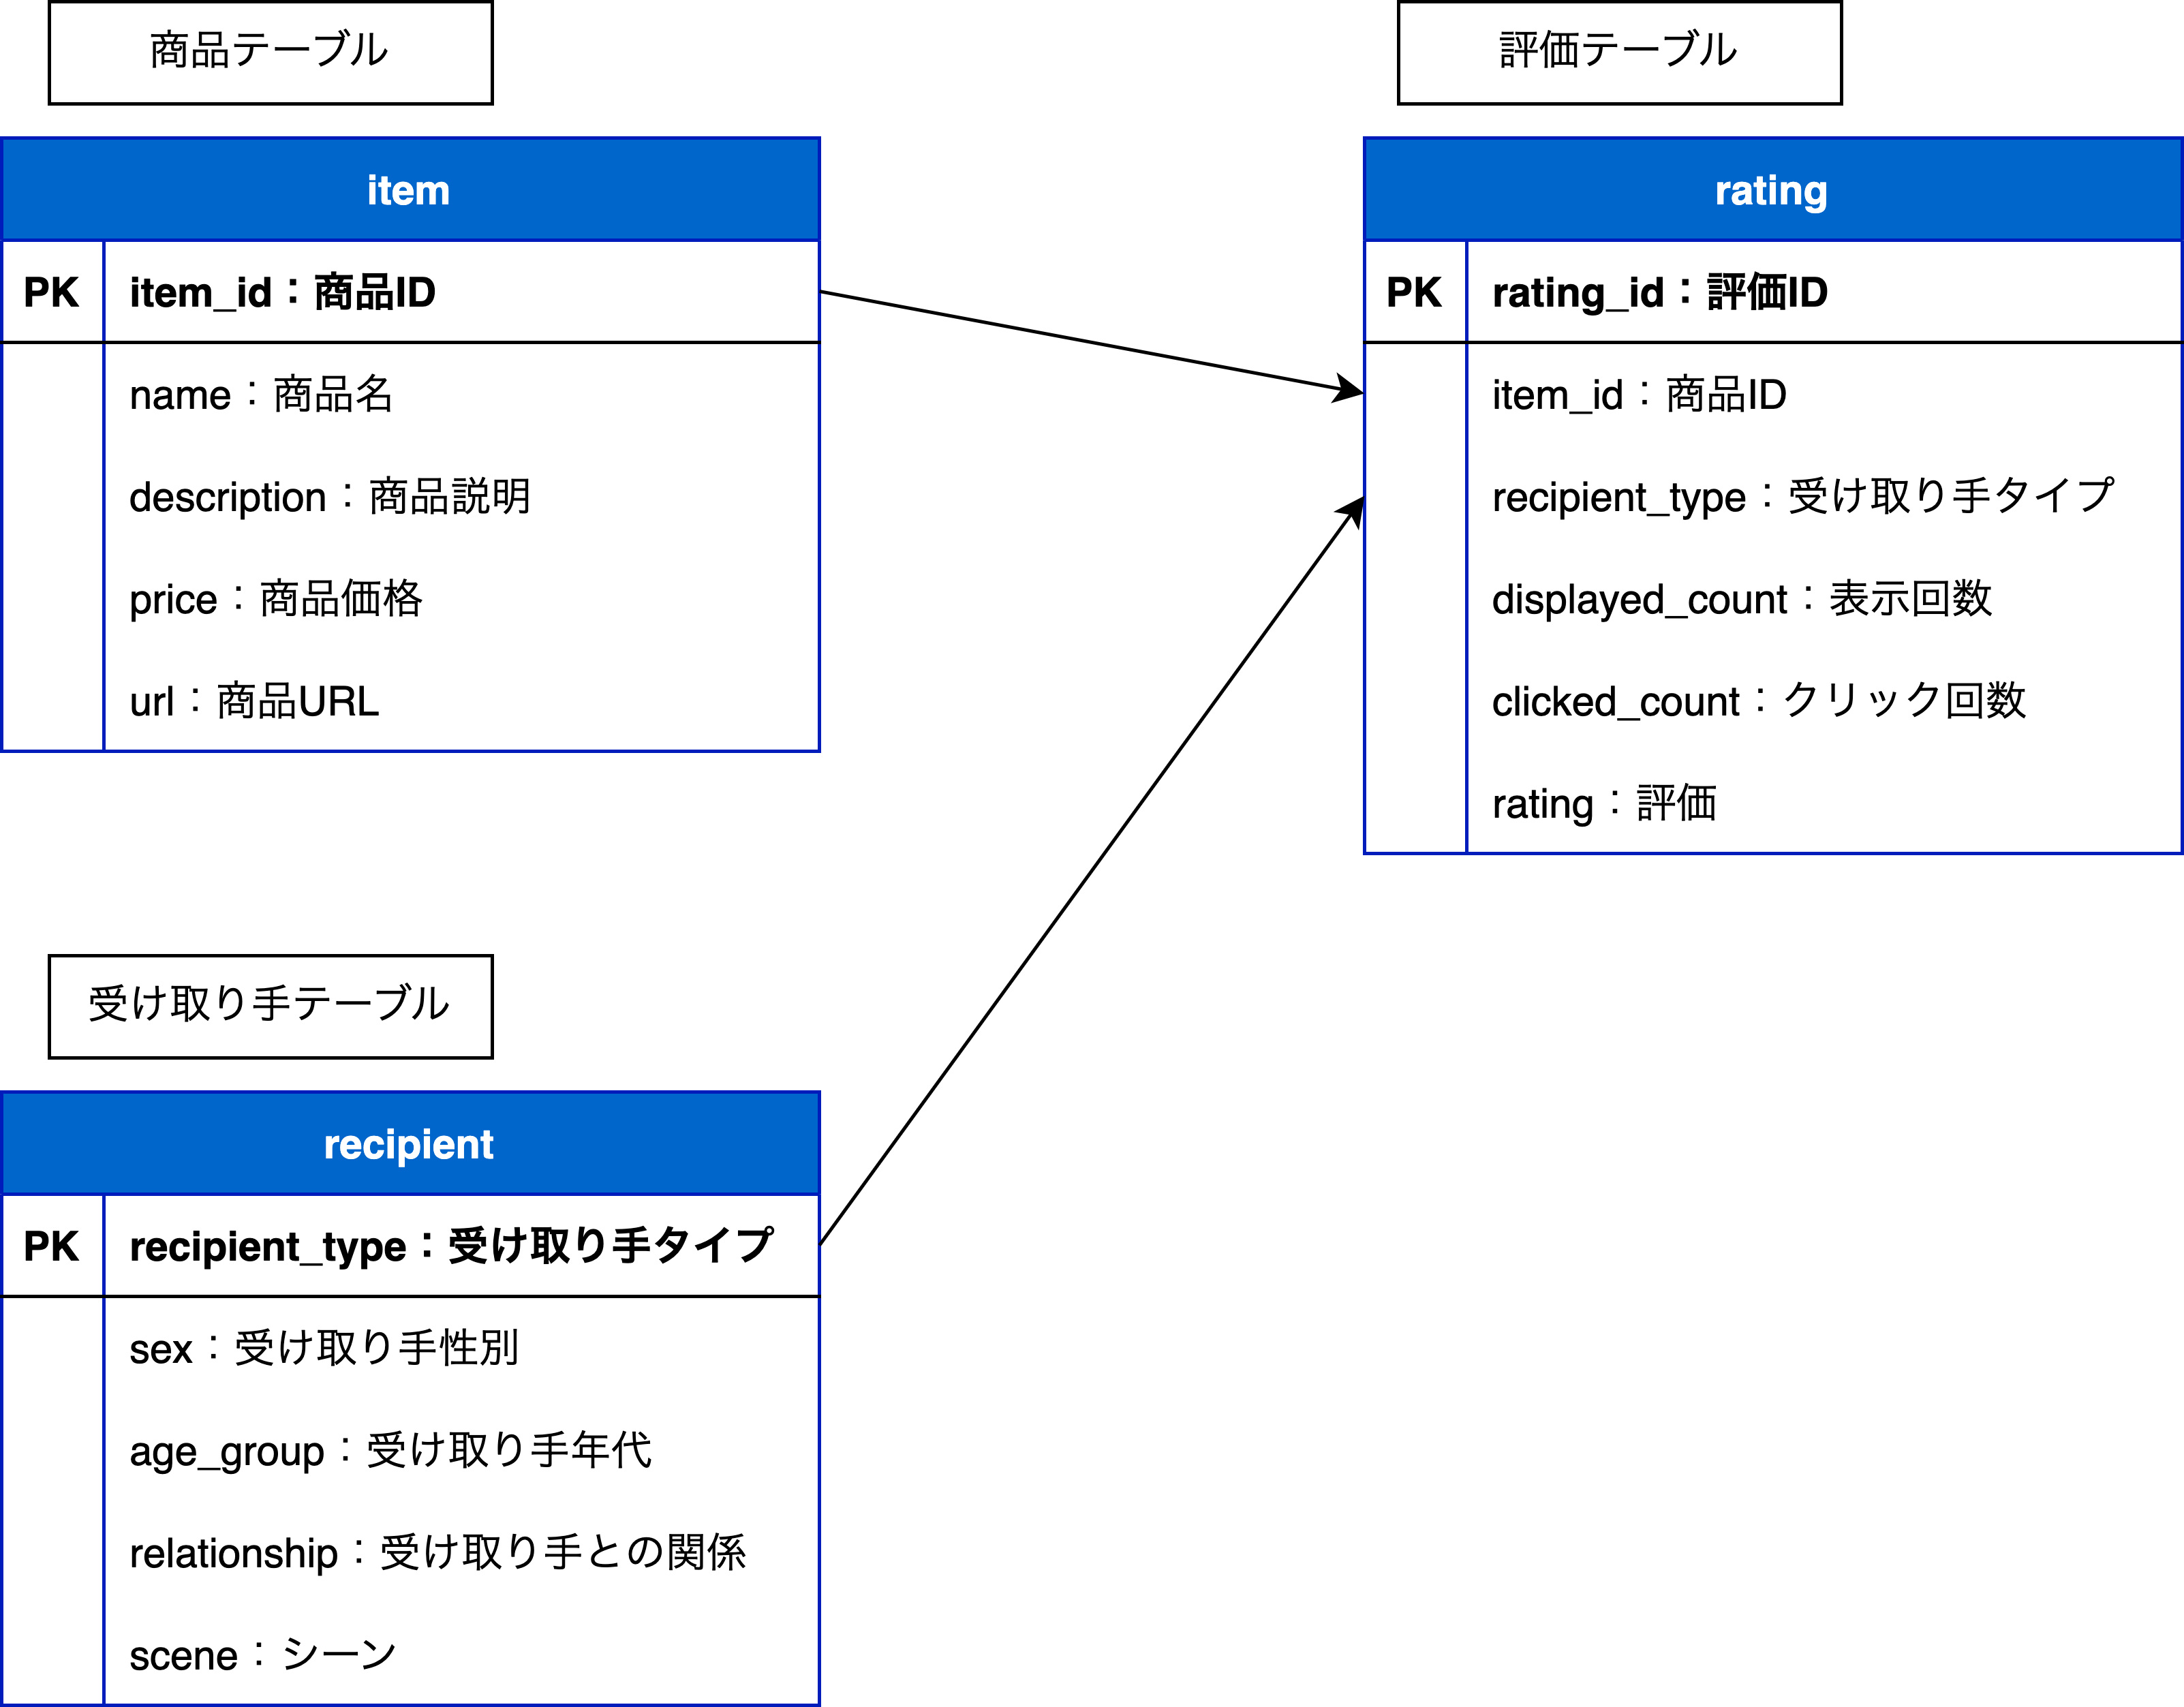 商品テーブル
item
PK
item_id：商品ID
name：商品名
description：商品説明
price：商品価格
url：商品URL
評価テーブル
rating
PK
rating_id：評価ID
item_id：商品ID
recipient_type：受け取り手タイプ
displayed_count：表示回数
clicked_count：クリック回数
rating：評価
受け取り手テーブル
recipient
PK
recipient_type：受け取り手タイプ
sex：受け取り手性別
age_group：受け取り手年代
relationship：受け取り手との関係
scene：シーン